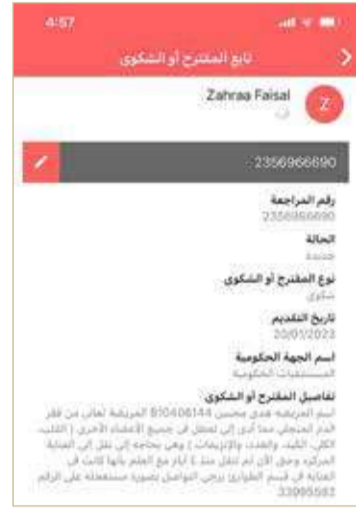 4:57
تابع المقترح أو الشكوى
Zahraa Faisal
Z
2356966690
رقم المراجعة
2356966690
الحالة
جديدة
نوع المقترح أو الشكوى
شكوى
تاريخ التقديم
20/01/2023
اسم الجهة الحكومية
المستشفيات الحكومية
تفاصيل المقترح أو الشكوى
اسم المريضة هدى محسن 810406144 المريضة تعاني من فقر
الدم المنجلي مما أدى إلى تعطل في جميع الأعضاء الأخرى ( القلب،
الكلى، الكبد، والغدد، والإنزيمات ) وهي بحاجه إلى نقل إلى العناية
المركزه وحتى الآن لم تنقل منذ ٤ أيام مع العلم بأنها كانت في
العناية في قسم الطوارئ يرجى التواصل بصورة مستعجلة على الرقم
33995583